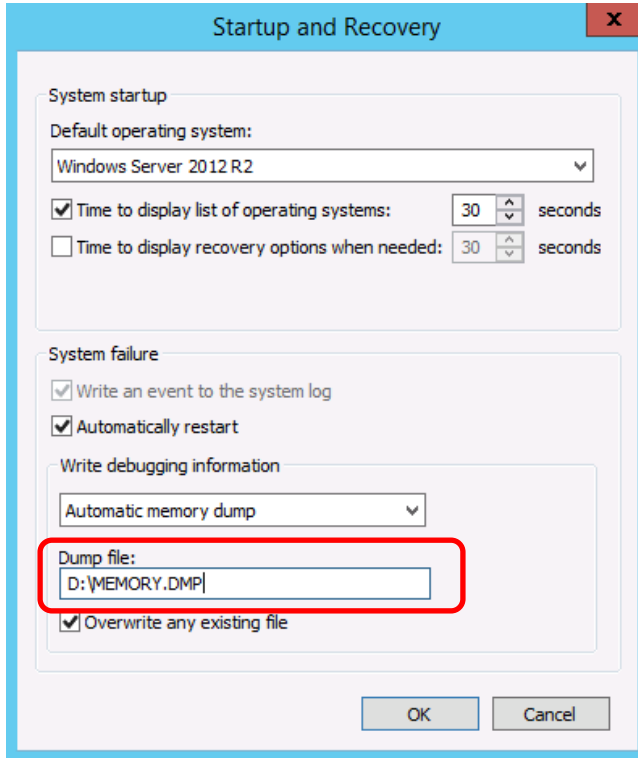 Startup and Recovery
x
System startup
Default operating system:
Windows Server 2012 R2
Time to display list of operating systems: 30 seconds
Time to display recovery options when needed: 30 seconds
System failure
Write an event to the system log
Automatically restart
Write debugging information
Automatic memory dump
Dump file:
D:\MEMORY.DMP
Overwrite any existing file
OK Cancel